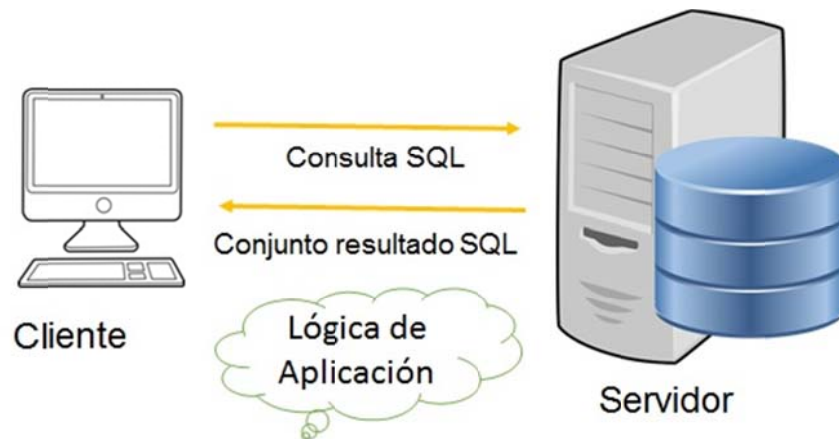 Consulta SQL
Conjunto resultado SQL
Cliente
Lógica de
Aplicación
Servidor